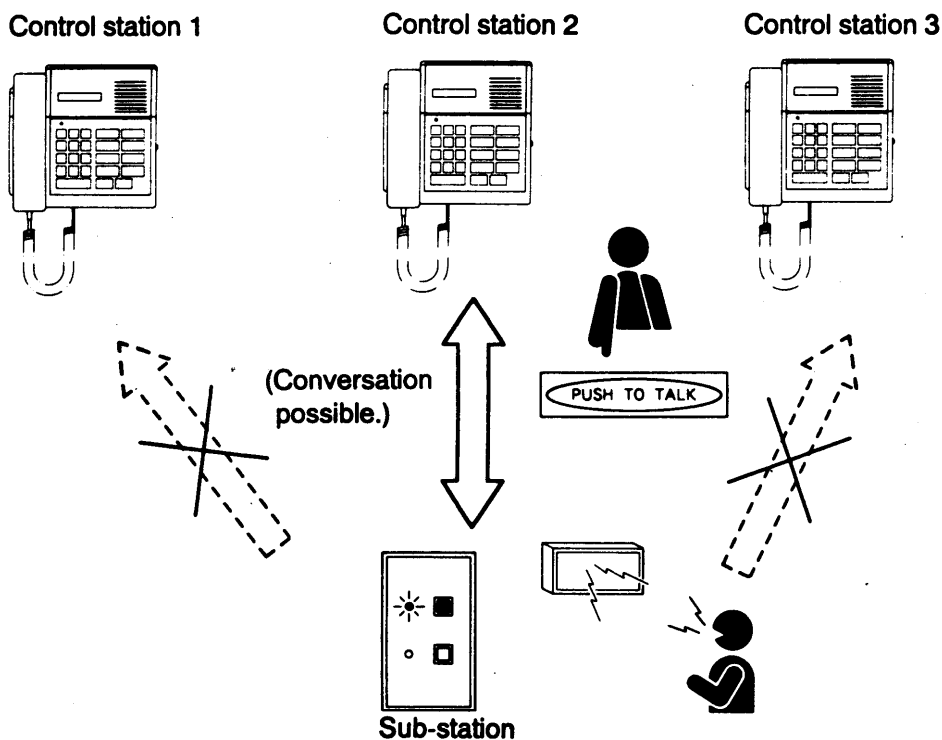 Control station 1
Control station 2
Control station 3
(Conversation
possible.)
PUSH TO TALK
Sub-station